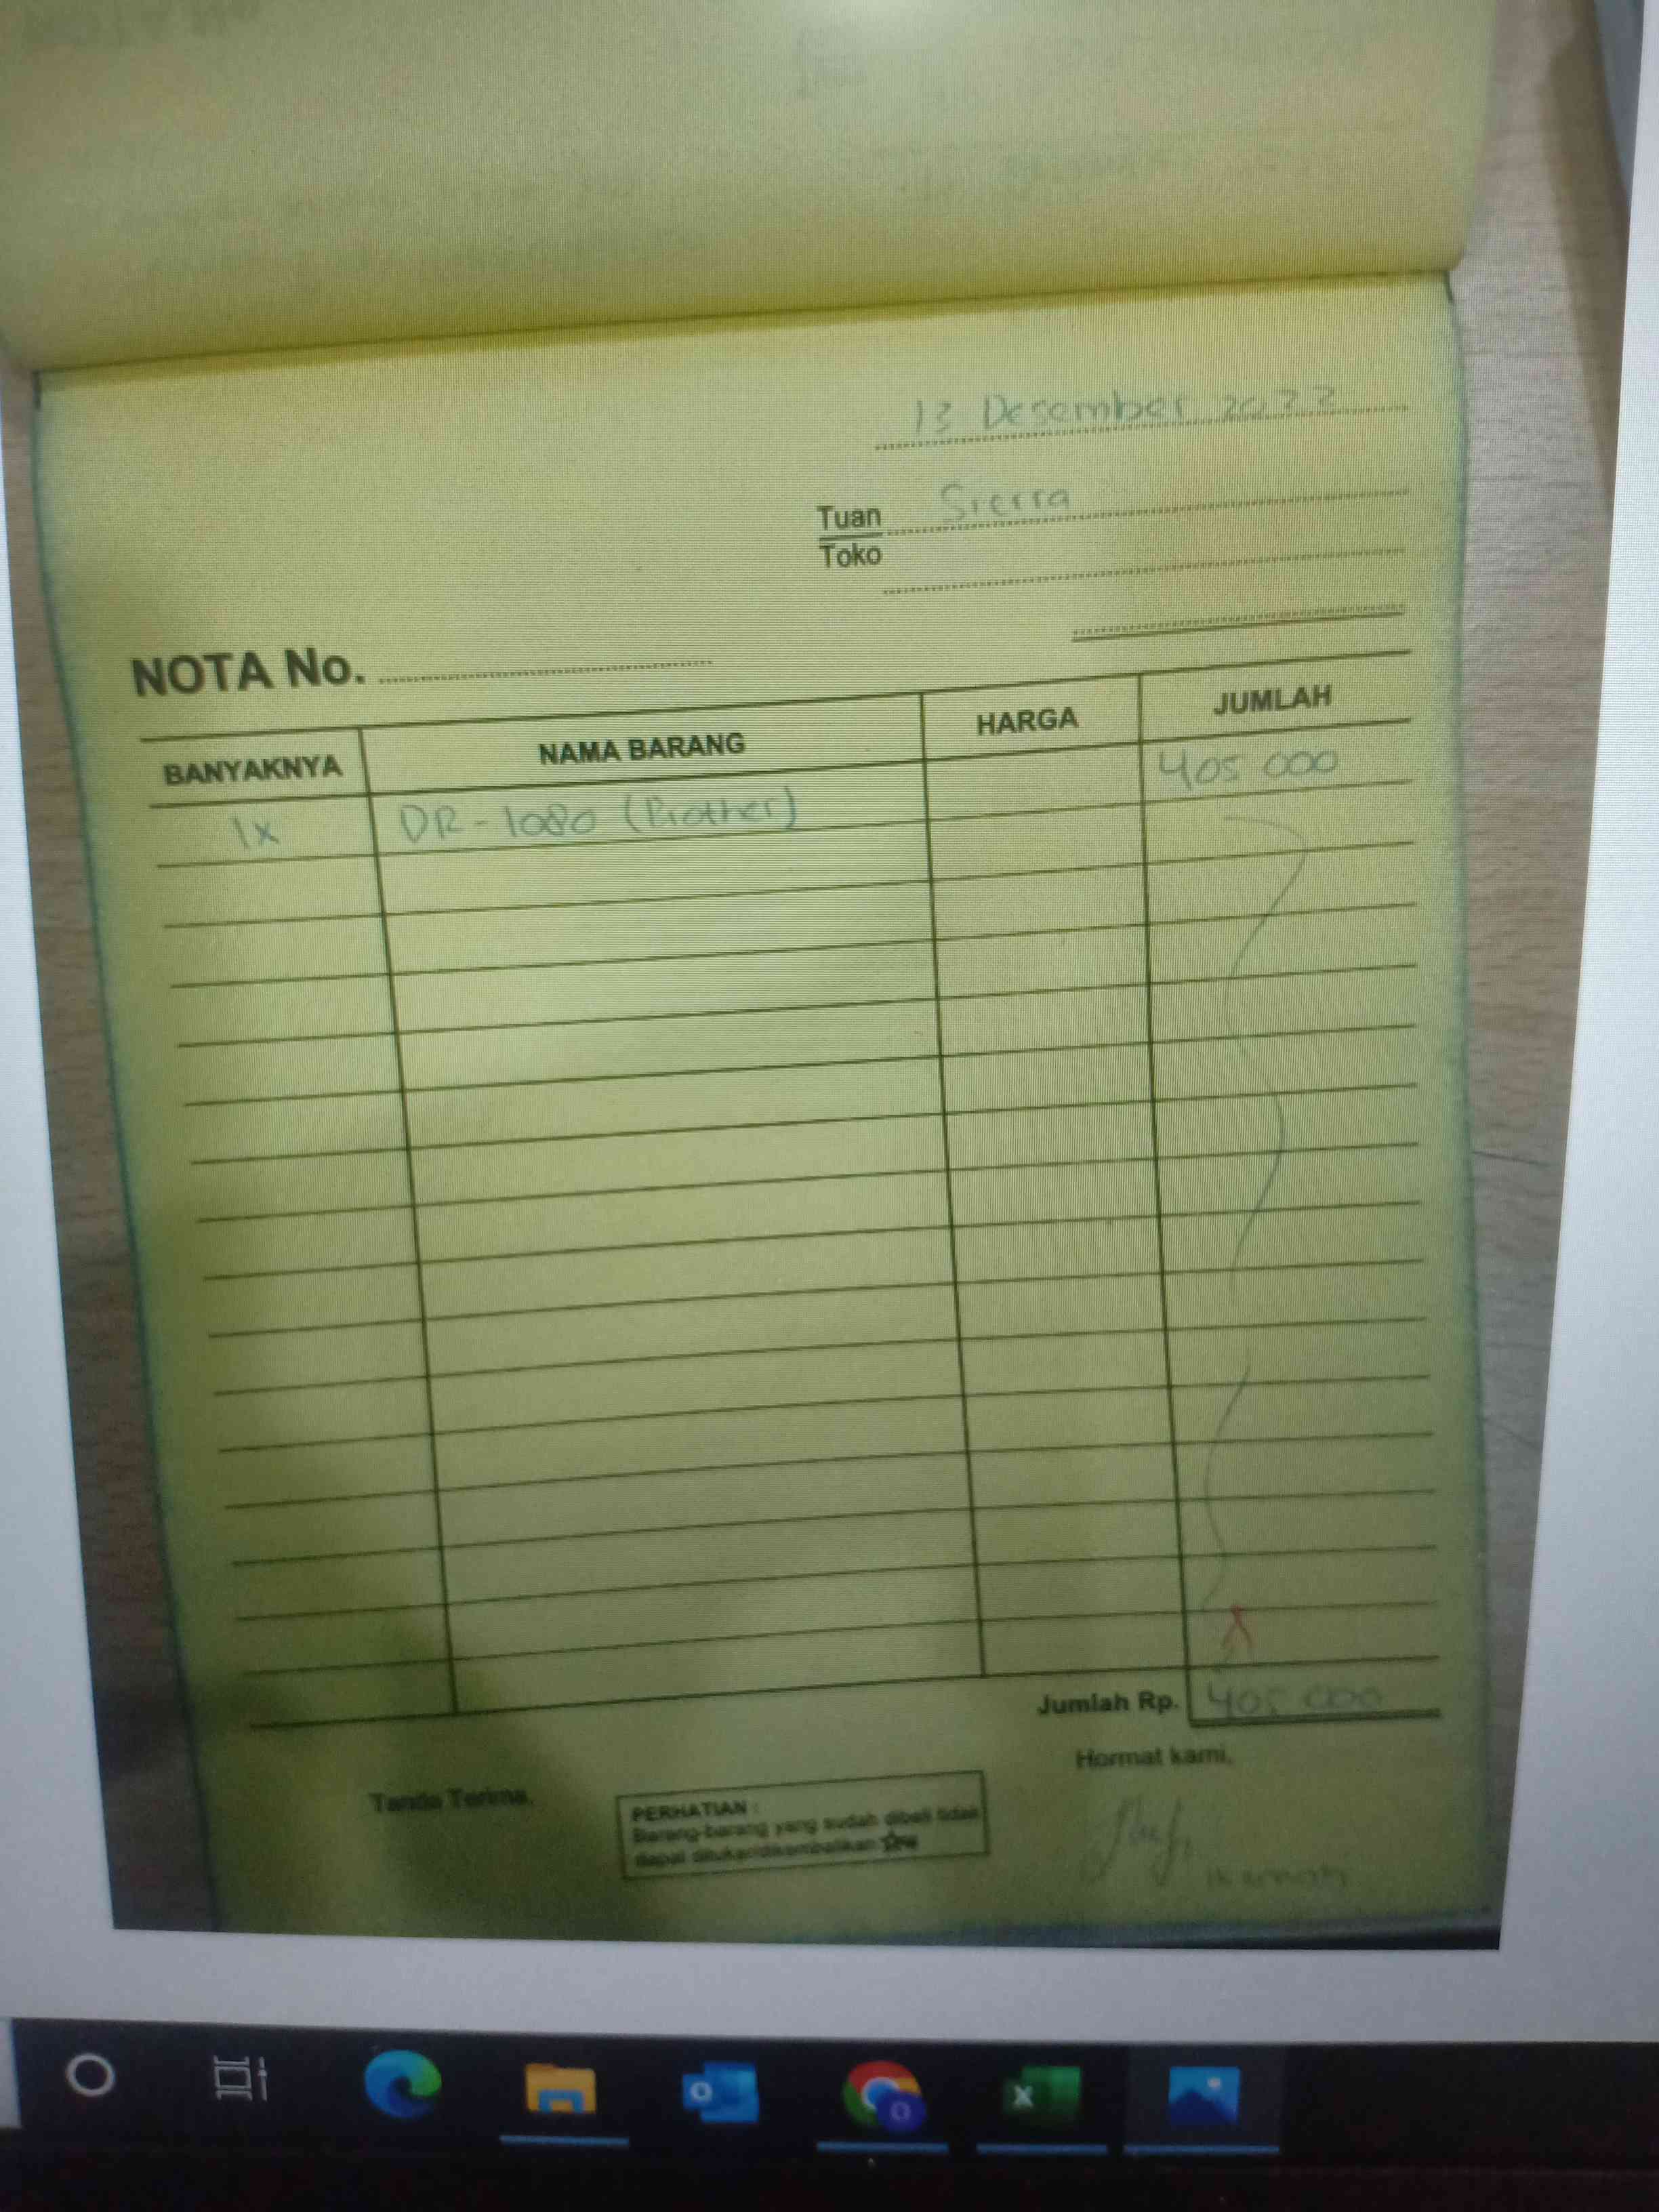 13 Desember 2022
Tuan Sierra
Toko
NOTA No.
BANYAKNYA NAMA BARANG HARGA JUMLAH
1x DR-1080 (Brother) 405 000
Jumlah Rp. 405 000
Tanda Terima, Hormat kami,
PERHATIAN :
Barang-barang yang sudah dibeli tidak
dapat ditukar/dikembalikan